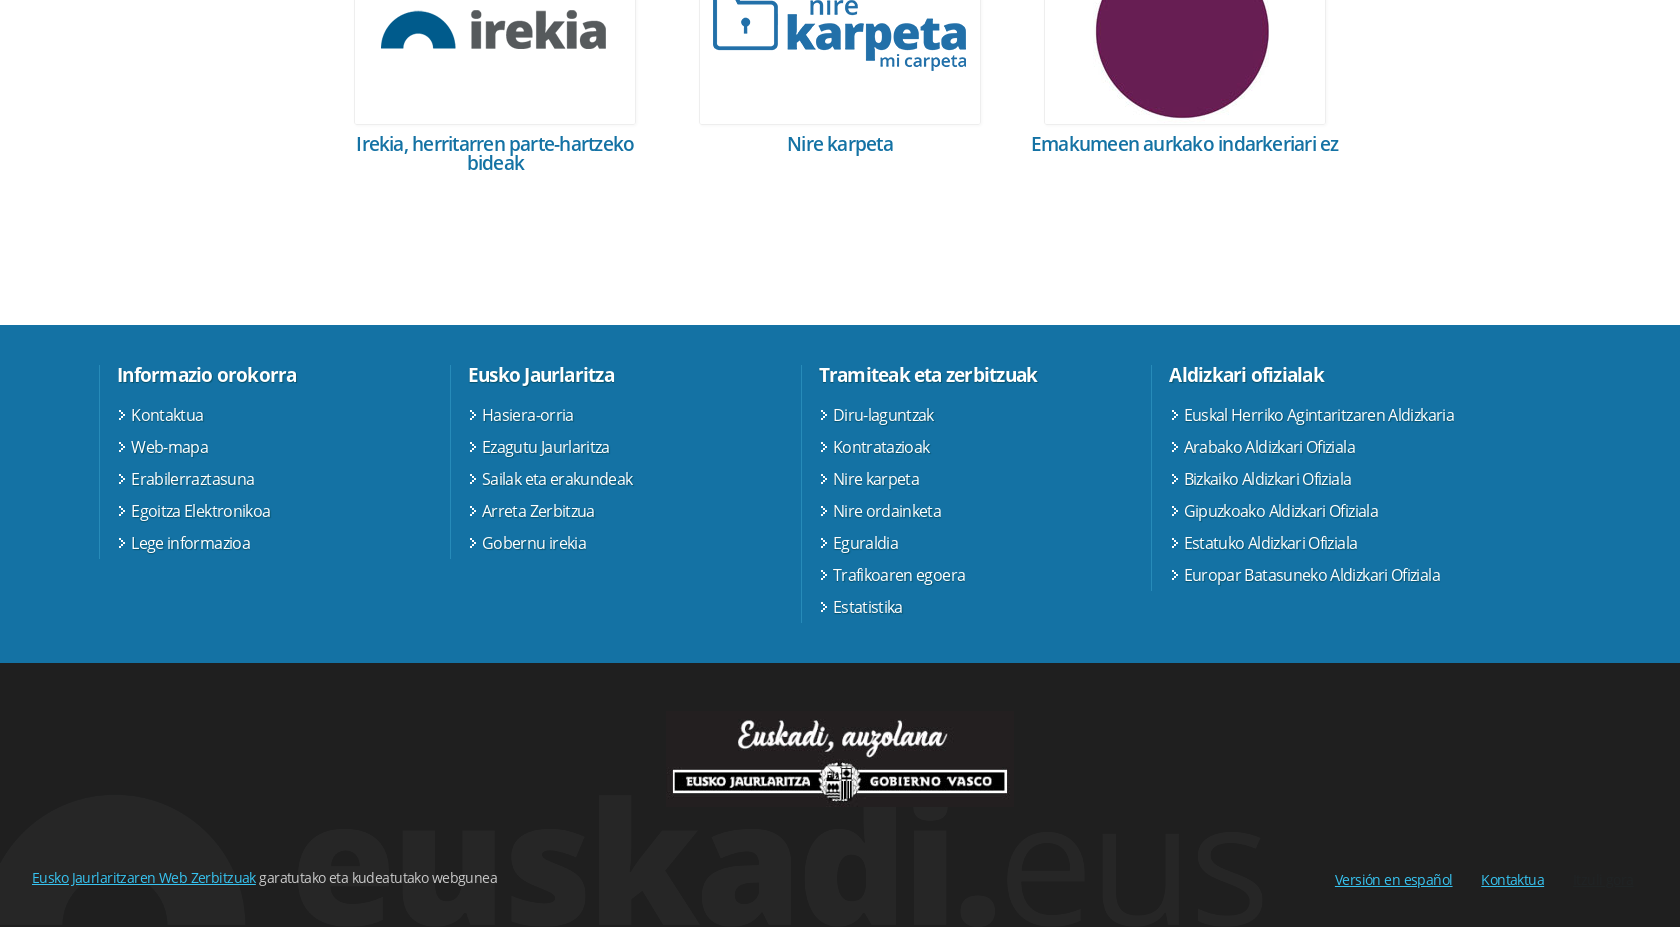 irekia
nire
karpeta
mi carpeta
Irekia, herritarren parte-hartzeko
bideak
Nire karpeta
Emakumeen aurkako indarkeriari ez
Informazio orokorra
Kontaktua
Web-mapa
Erabilerraztasuna
Egoitza Elektronikoa
Lege informazioa
Eusko Jaurlaritza
Hasiera-orria
Ezagutu Jaurlaritza
Sailak eta erakundeak
Arreta Zerbitzua
Gobernu irekia
Tramiteak eta zerbitzuak
Diru-laguntzak
Kontratazioak
Nire karpeta
Nire ordainketa
Eguraldia
Trafikoaren egoera
Estatistika
Aldizkari ofizialak
Euskal Herriko Agintaritzaren Aldizkaria
Arabako Aldizkari Ofiziala
Bizkaiko Aldizkari Ofiziala
Gipuzkoako Aldizkari Ofiziala
Estatuko Aldizkari Ofiziala
Europar Batasuneko Aldizkari Ofiziala
Euskadi, auzolana
EUSKO JAURLARITZA GOBIERNO VASCO
euskadi.eus
Eusko Jaurlaritzaren Web Zerbitzuak garatutako eta kudeatutako webgunea
Versión en español Kontaktua